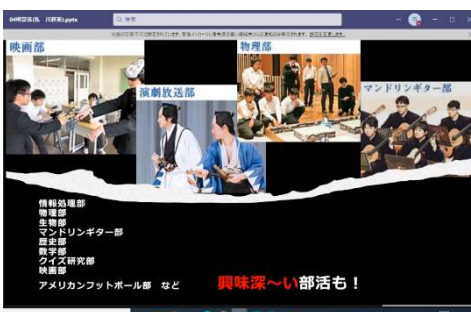 検索
映画部
物理部
演劇放送部
マンドリンギター部
情報処理部
物理部
生物部
マンドリンギター部
歴史部
数学部
クイズ研究部
映画部
アメリカンフットボール部 など
興味深〜い部活も！